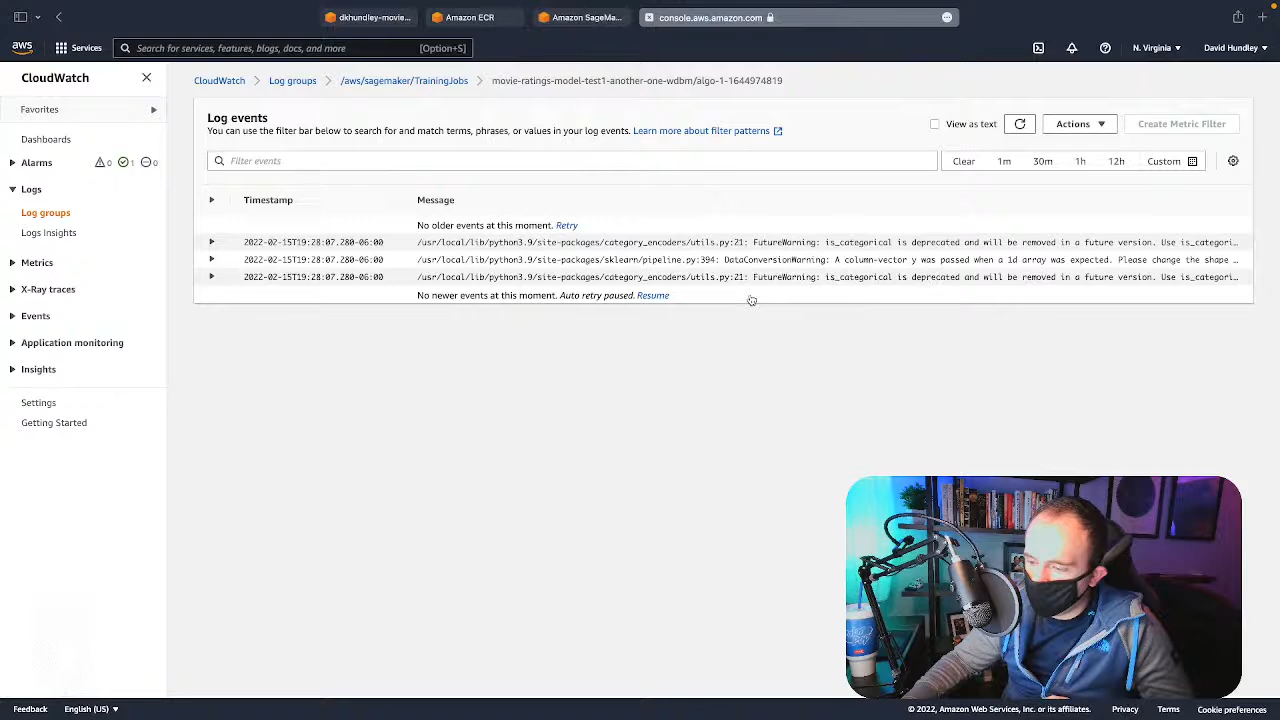 dkhundley-movie...
Amazon ECR
Amazon SageMa...
console.aws.amazon.com
aws
Services
Search for services, features, blogs, docs, and more
[Option+S]
N. Virginia
David Hundley
CloudWatch
Favorites
Dashboards
Alarms
0
1
0
Logs
Log groups
Logs Insights
Metrics
X-Ray traces
Events
Application monitoring
Insights
Settings
Getting Started
CloudWatch > Log groups > /aws/sagemaker/TrainingJobs > movie-ratings-model-test1-another-one-wdbm/algo-1-1644974819
Log events
You can use the filter bar below to search for and match terms, phrases, or values in your log events. Learn more about filter patterns
View as text
Actions
Create Metric Filter
Filter events
Clear 1m 30m 1h 12h Custom
Timestamp Message
No older events at this moment. Retry
2022-02-15T19:28:07.280-06:00 /usr/local/lib/python3.9/site-packages/category_encoders/utils.py:21: FutureWarning: is_categorical is deprecated and will be removed in a future version. Use is_categori...
2022-02-15T19:28:07.280-06:00 /usr/local/lib/python3.9/site-packages/sklearn/pipeline.py:394: DataConversionWarning: A column-vector y was passed when a 1d array was expected. Please change the shape ...
2022-02-15T19:28:07.280-06:00 /usr/local/lib/python3.9/site-packages/category_encoders/utils.py:21: FutureWarning: is_categorical is deprecated and will be removed in a future version. Use is_categori...
No newer events at this moment. Auto retry paused. Resume
Feedback English (US)
© 2022, Amazon Web Services, Inc. or its affiliates. Privacy Terms Cookie preferences